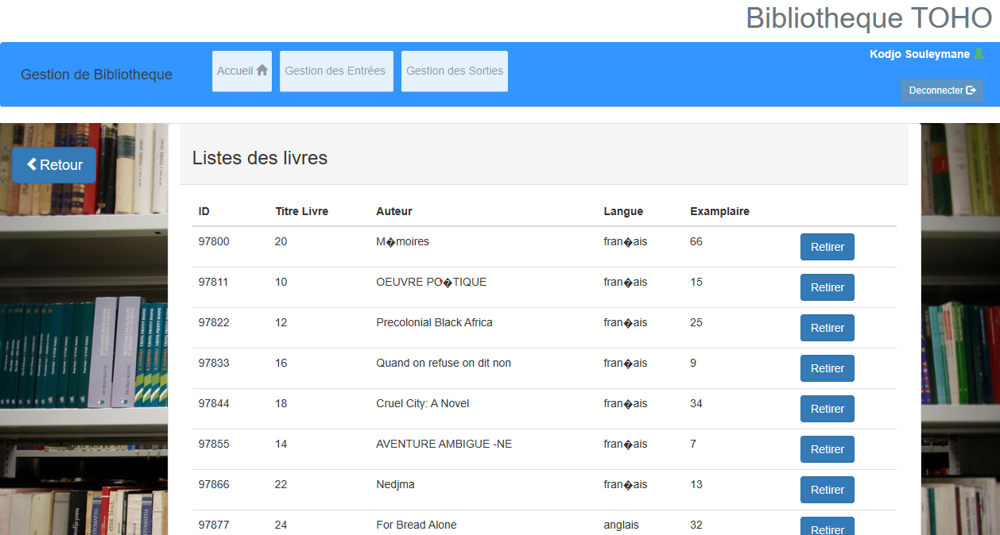 Bibliotheque TOHO
Kodjo Souleymane
Gestion de Bibliotheque Accueil Gestion des Entrées Gestion des Sorties
Deconnecter
Retour
Listes des livres
ID Titre Livre Auteur Langue Examplaire
97800 20 M�moires fran�ais 66 Retirer
97811 10 OEUVRE PO�TIQUE fran�ais 15 Retirer
97822 12 Precolonial Black Africa fran�ais 25 Retirer
97833 16 Quand on refuse on dit non fran�ais 9 Retirer
97844 18 Cruel City: A Novel fran�ais 34 Retirer
97855 14 AVENTURE AMBIGUE -NE fran�ais 7 Retirer
97866 22 Nedjma fran�ais 13 Retirer
97877 24 For Bread Alone anglais 32 Retirer